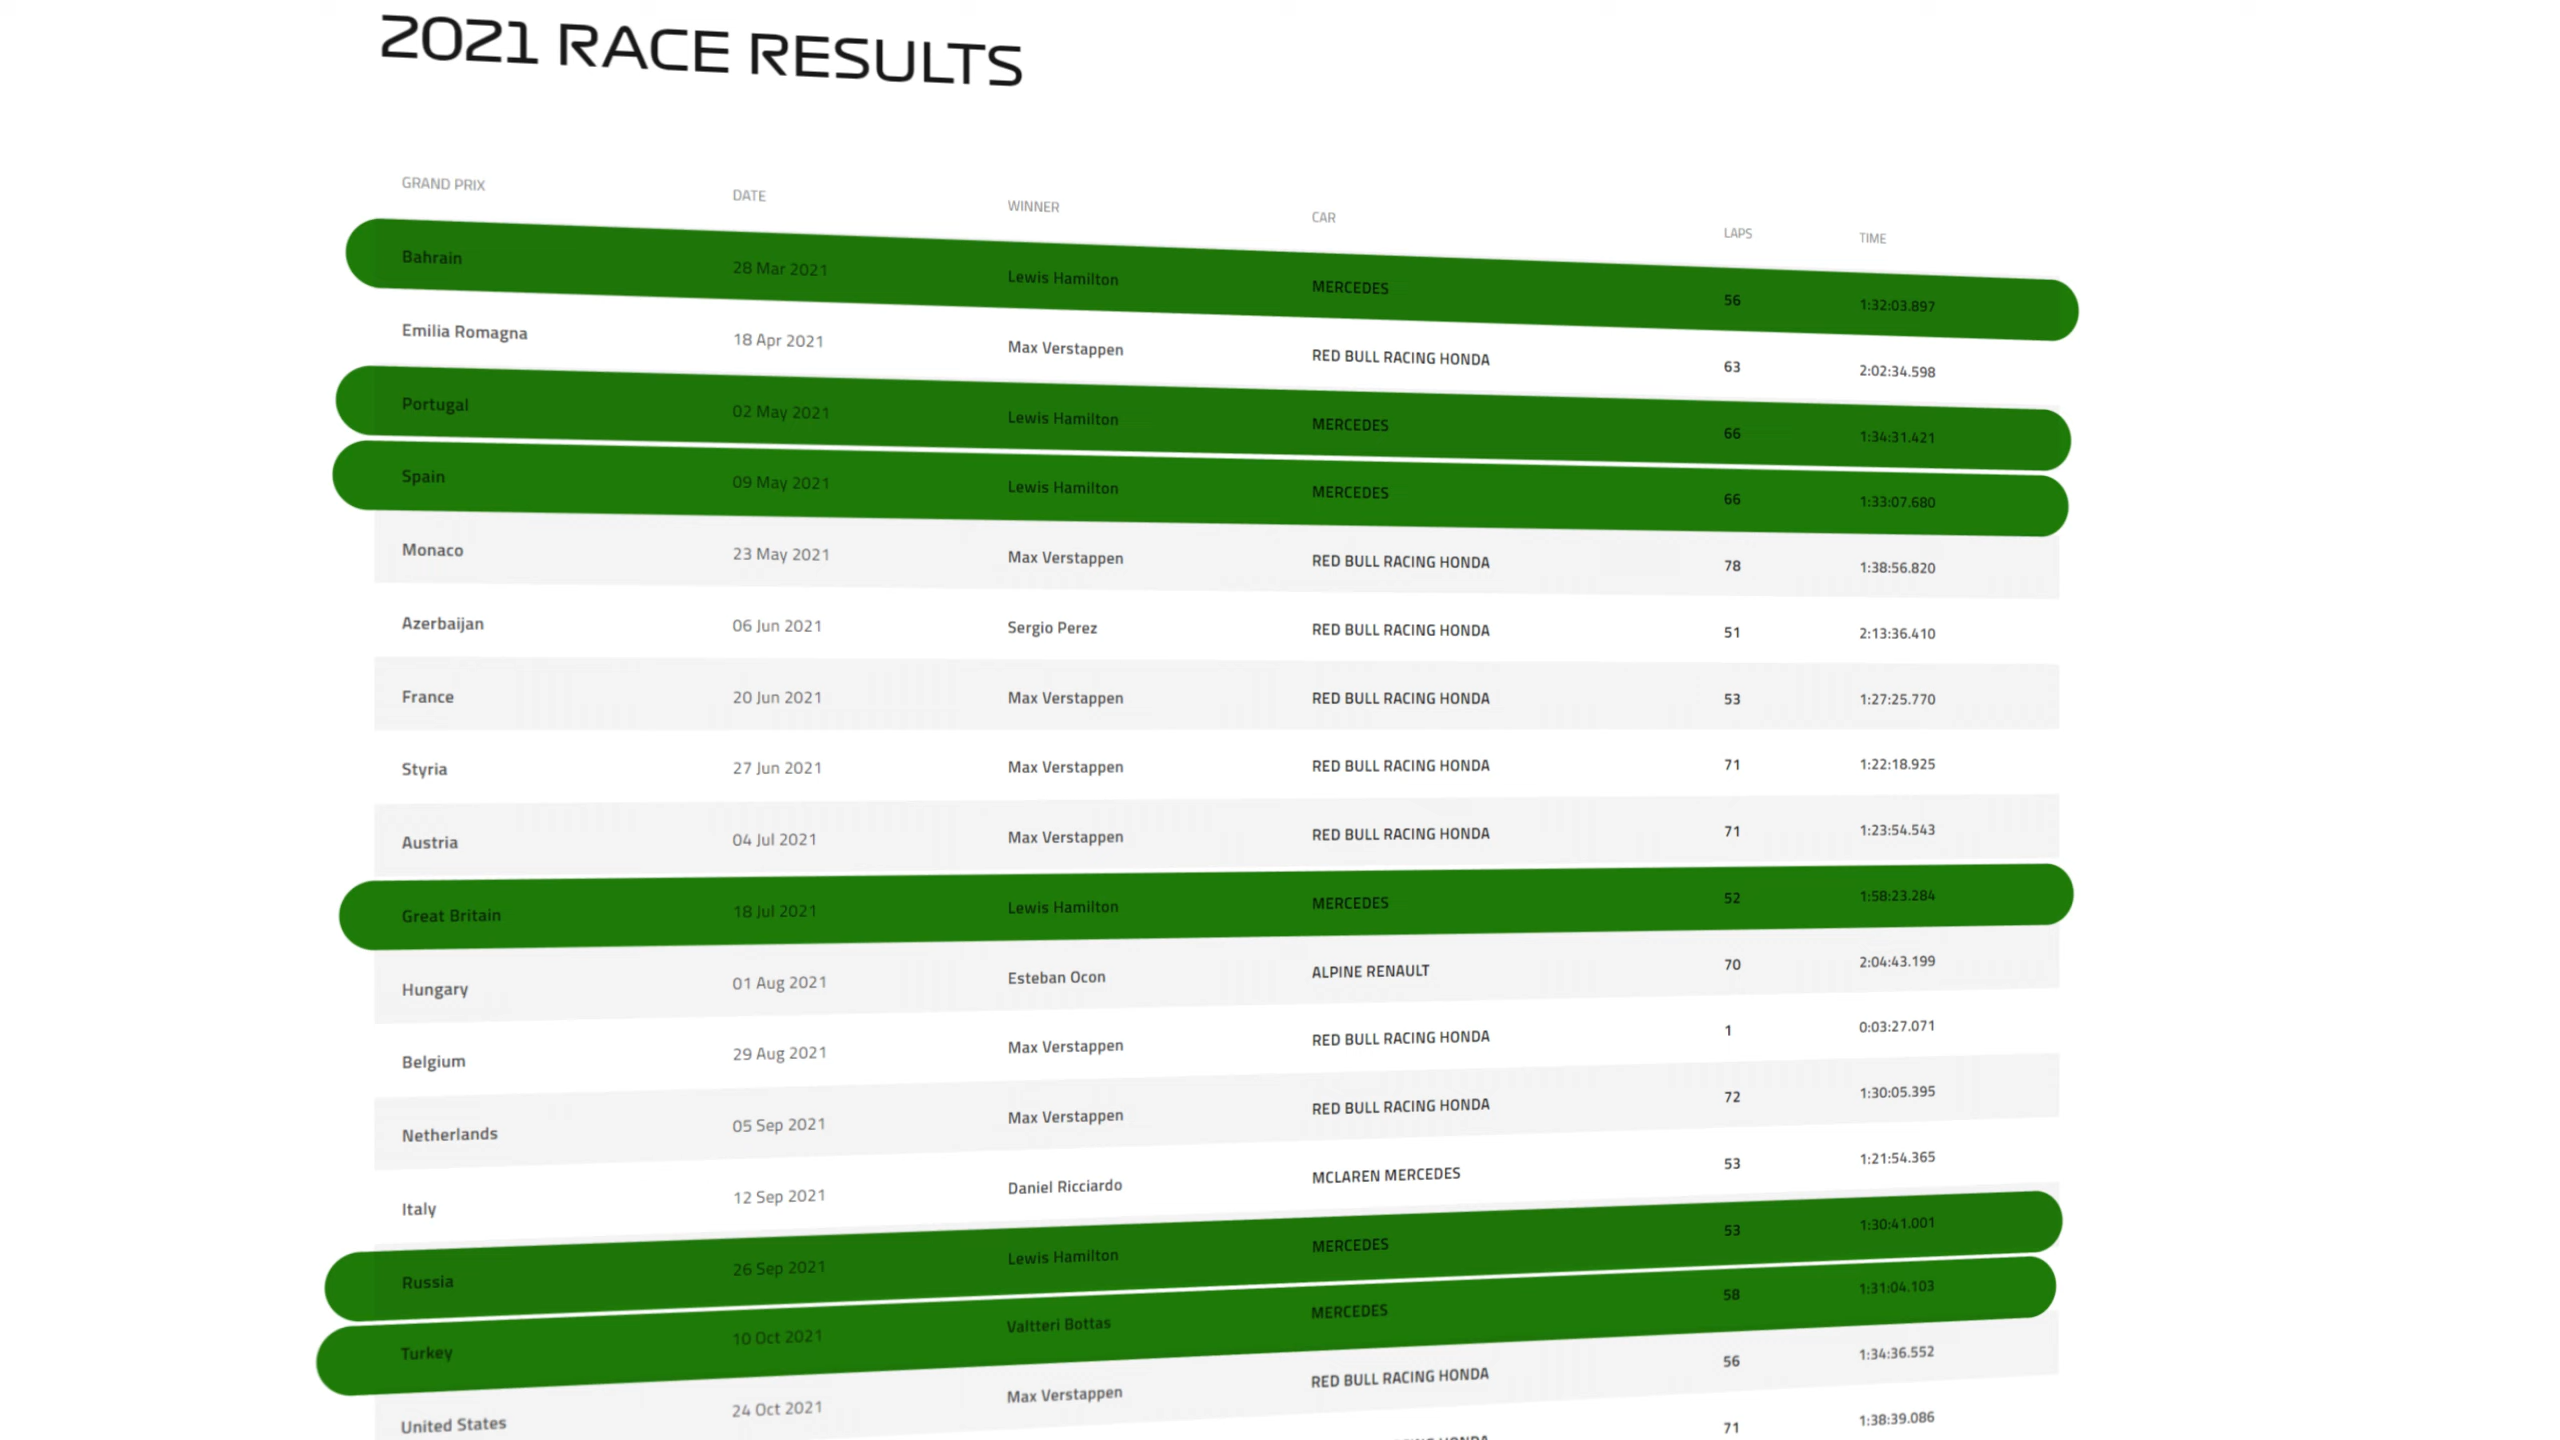 2021 RACE RESULTS
GRAND PRIX DATE WINNER CAR LAPS TIME
Bahrain 28 Mar 2021 Lewis Hamilton MERCEDES 56 1:32:03.897
Emilia Romagna 18 Apr 2021 Max Verstappen RED BULL RACING HONDA 63 2:02:34.598
Portugal 02 May 2021 Lewis Hamilton MERCEDES 66 1:34:31.421
Spain 09 May 2021 Lewis Hamilton MERCEDES 66 1:33:07.680
Monaco 23 May 2021 Max Verstappen RED BULL RACING HONDA 78 1:38:56.820
Azerbaijan 06 Jun 2021 Sergio Perez RED BULL RACING HONDA 51 2:13:36.410
France 20 Jun 2021 Max Verstappen RED BULL RACING HONDA 53 1:27:25.770
Styria 27 Jun 2021 Max Verstappen RED BULL RACING HONDA 71 1:22:18.925
Austria 04 Jul 2021 Max Verstappen RED BULL RACING HONDA 71 1:23:54.543
Great Britain 18 Jul 2021 Lewis Hamilton MERCEDES 52 1:58:23.284
Hungary 01 Aug 2021 Esteban Ocon ALPINE RENAULT 70 2:04:43.199
Belgium 29 Aug 2021 Max Verstappen RED BULL RACING HONDA 1 0:03:27.071
Netherlands 05 Sep 2021 Max Verstappen RED BULL RACING HONDA 72 1:30:05.395
Italy 12 Sep 2021 Daniel Ricciardo MCLAREN MERCEDES 53 1:21:54.365
Russia 26 Sep 2021 Lewis Hamilton MERCEDES 53 1:30:41.001
Turkey 10 Oct 2021 Valtteri Bottas MERCEDES 58 1:31:04.103
United States 24 Oct 2021 Max Verstappen RED BULL RACING HONDA 56 1:34:36.552
71 1:38:39.086